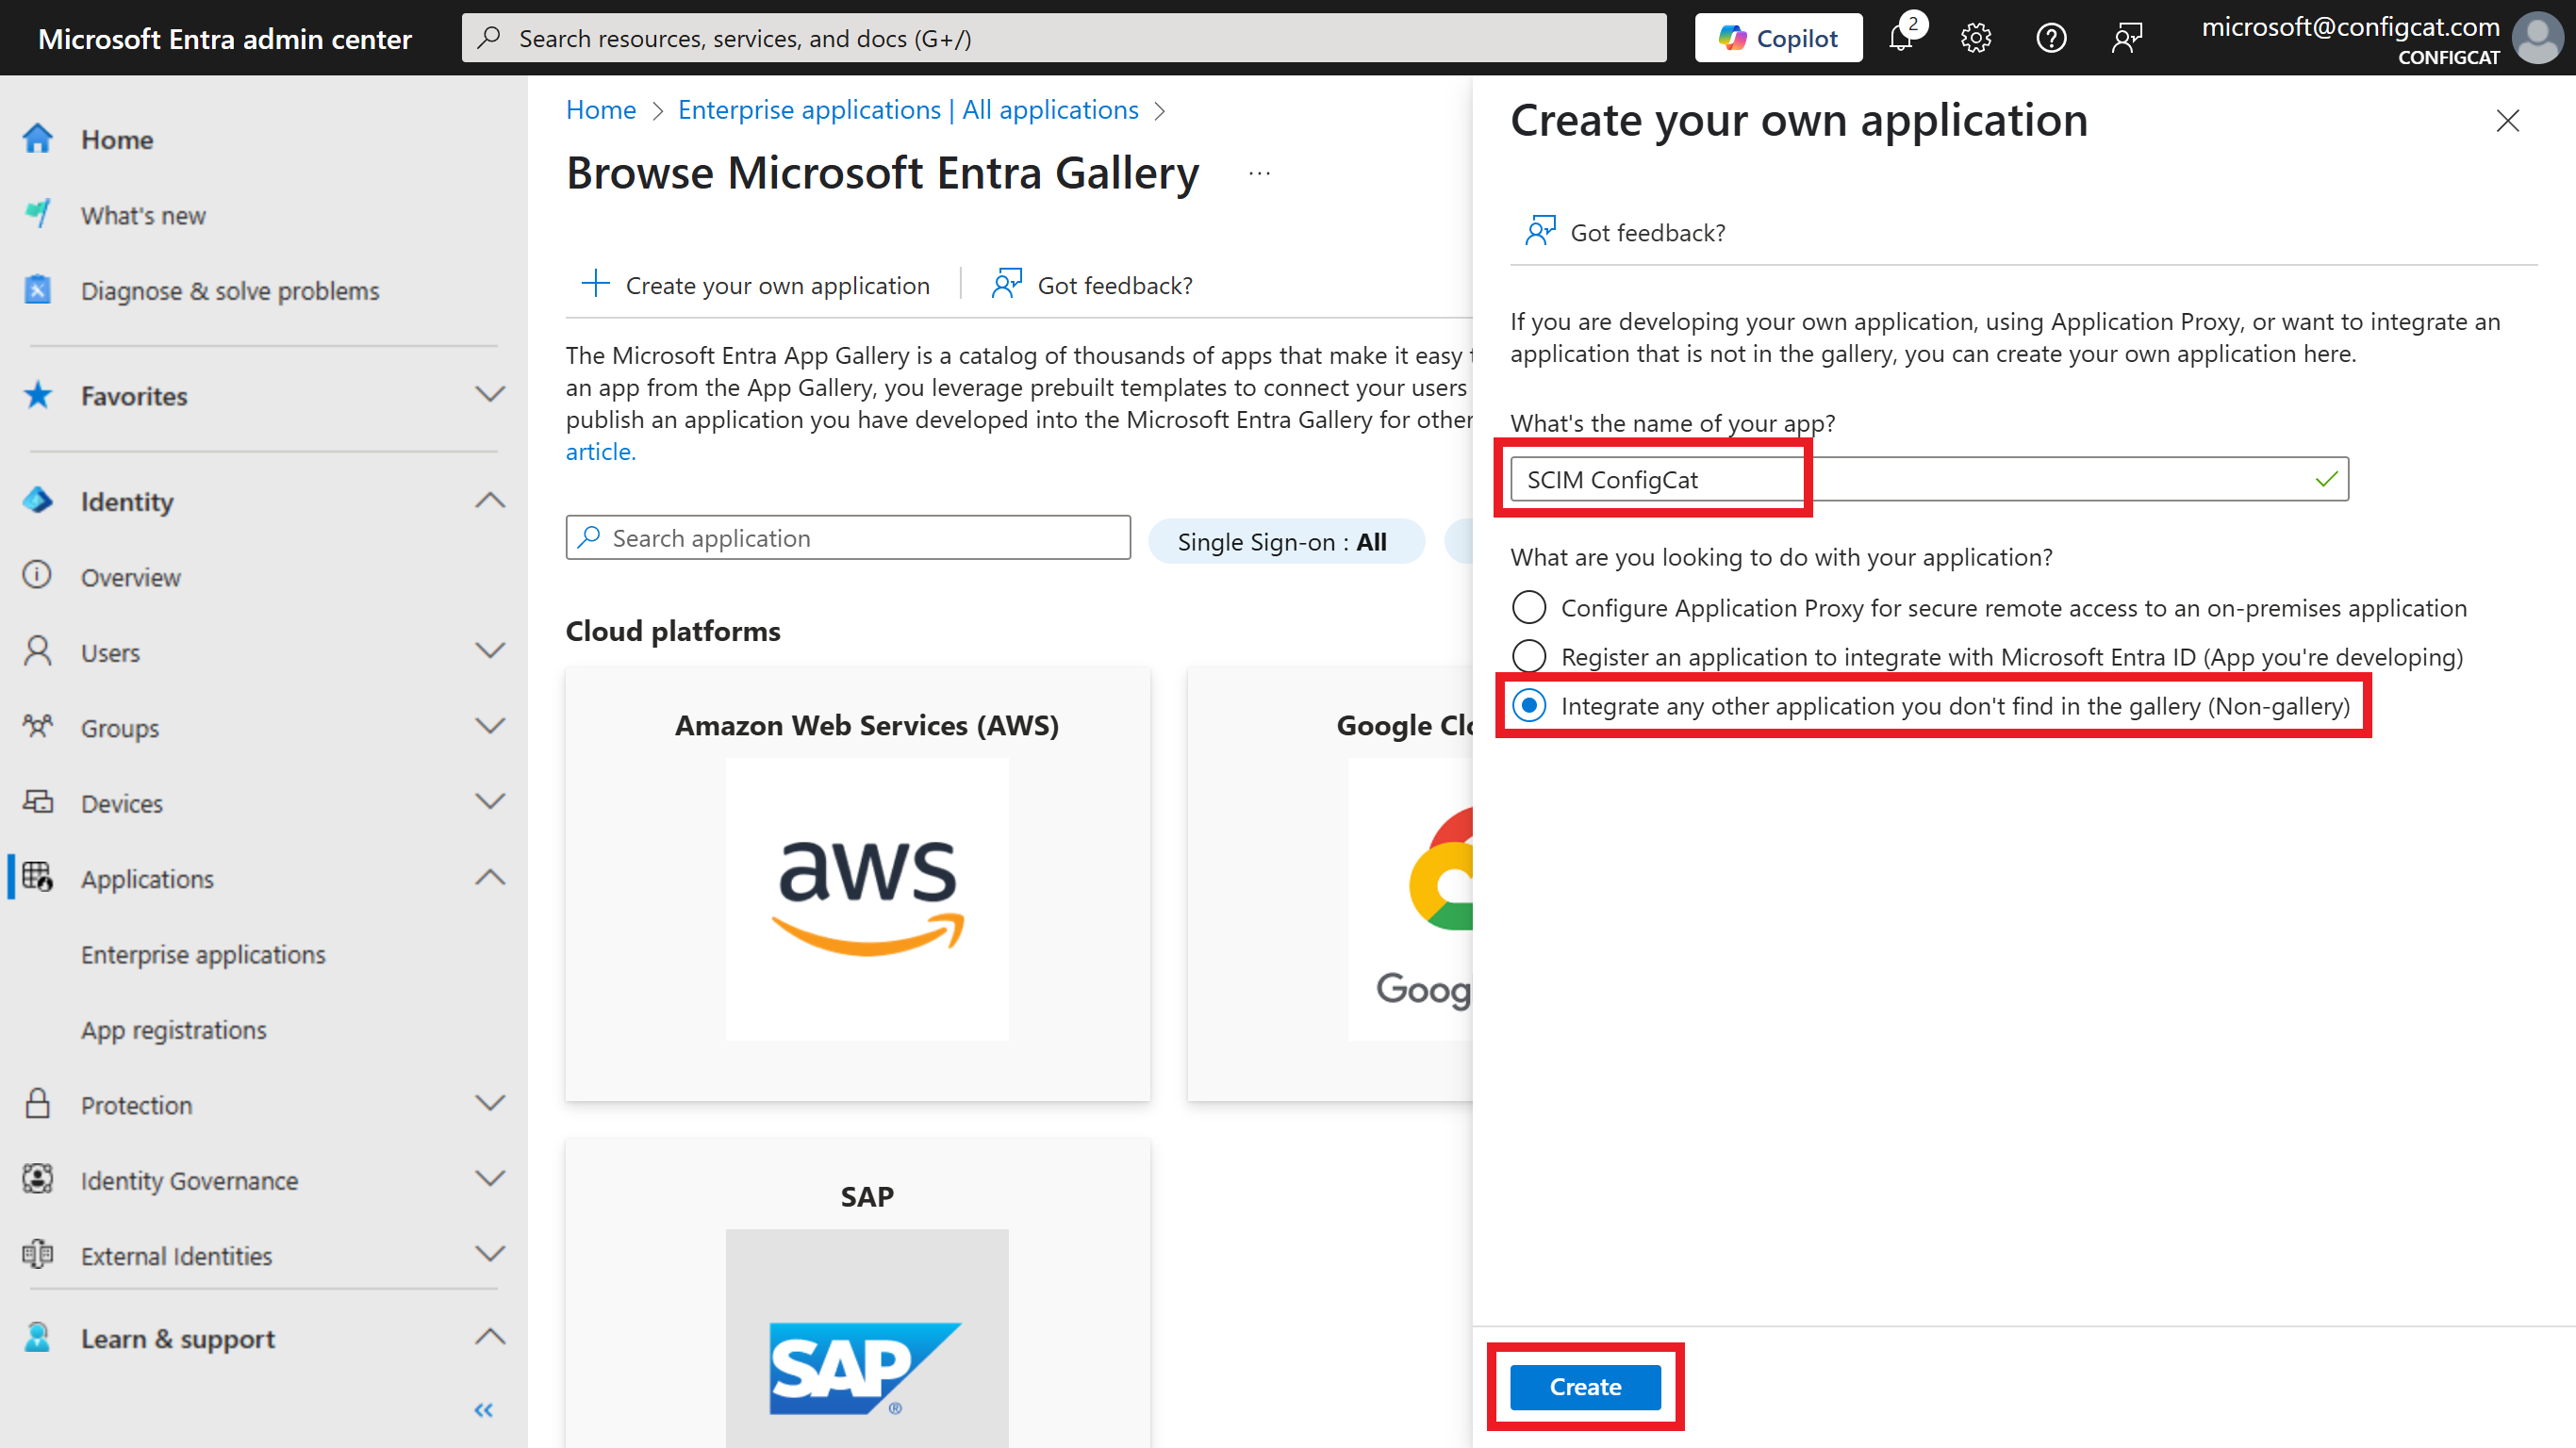 Microsoft Entra admin center
Search resources, services, and docs (G+/)
Copilot
2
microsoft@configcat.com
CONFIGCAT
Home
What's new
Diagnose & solve problems
Favorites
Identity
Overview
Users
Groups
Devices
Applications
Enterprise applications
App registrations
Protection
Identity Governance
External Identities
Learn & support
Home > Enterprise applications | All applications >
Browse Microsoft Entra Gallery ...
Create your own application
Got feedback?
The Microsoft Entra App Gallery is a catalog of thousands of apps that make it easy
an app from the App Gallery, you leverage prebuilt templates to connect your users
publish an application you have developed into the Microsoft Entra Gallery for other
article.
Search application
Single Sign-on : All
Cloud platforms
Amazon Web Services (AWS)
aws
Google Clo
Goog
SAP
SAP ®
Create your own application
Got feedback?
If you are developing your own application, using Application Proxy, or want to integrate an
application that is not in the gallery, you can create your own application here.
What's the name of your app?
SCIM ConfigCat
What are you looking to do with your application?
Configure Application Proxy for secure remote access to an on-premises application
Register an application to integrate with Microsoft Entra ID (App you're developing)
Integrate any other application you don't find in the gallery (Non-gallery)
Create